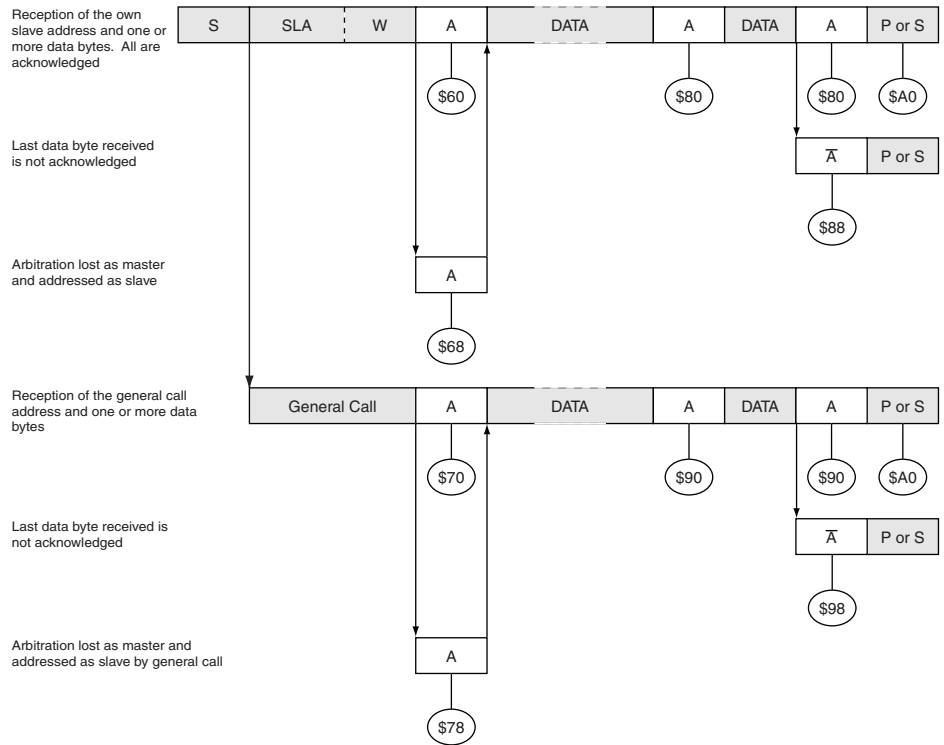 Reception of the own
slave address and one or
more data bytes. All are
acknowledged
S SLA W A DATA A DATA A P or S
$60 $80 $80 $A0
Last data byte received
is not acknowledged
A̅ P or S
$88
Arbitration lost as master
and addressed as slave
A
$68
Reception of the general call
address and one or more data
bytes
General Call A DATA A DATA A P or S
$70 $90 $90 $A0
Last data byte received is
not acknowledged
A̅ P or S
$98
Arbitration lost as master and
addressed as slave by general call
A
$78